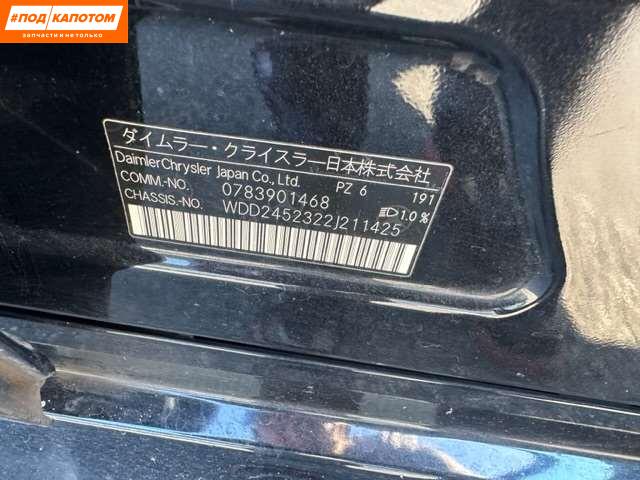 #ПОД КАПОТОМ
запчасти и не только
ダイムラー・クライスラー日本株式会社
DaimlerChrysler Japan Co., Ltd. PZ 6 191
COMM.-NO. 0783901468 1.0 %
CHASSIS.-NO. WDD2452322J211425